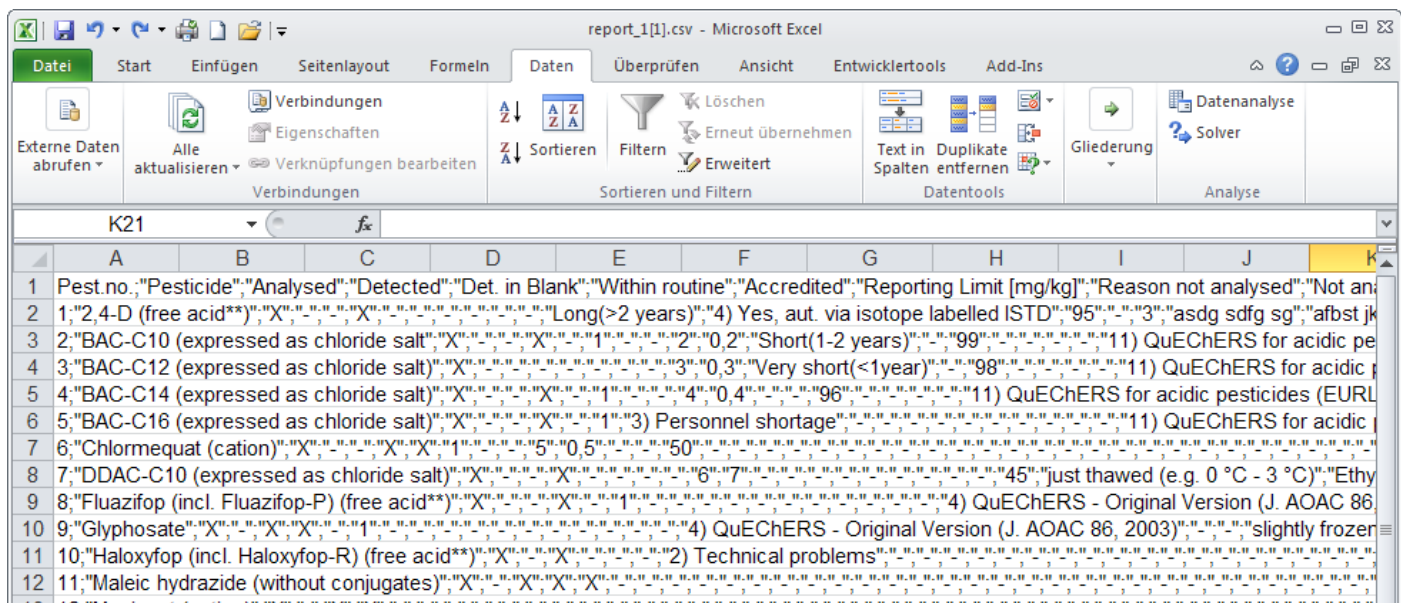 report_1[1].csv - Microsoft Excel
Datei Start Einfügen Seitenlayout Formeln Daten Überprüfen Ansicht Entwicklertools Add-Ins
Externe Daten abrufen
Alle aktualisieren
Verbindungen
Eigenschaften
Verknüpfungen bearbeiten
Verbindungen
Sortieren
Filtern
Löschen
Erneut übernehmen
Erweitert
Sortieren und Filtern
Text in Spalten
Duplikate entfernen
Datentools
Gliederung
Datenanalyse
Solver
Analyse
K21 fx
A B C D E F G H I J K
1 Pest.no.;"Pesticide";"Analysed";"Detected";"Det. in Blank";"Within routine";"Accredited";"Reporting Limit [mg/kg]";"Reason not analysed";"Not ana
2 1;"2,4-D (free acid**)";"X";"-";"-";"X";"-";"-";"-";"-";"-";"-";"Long(>2 years)";"4) Yes, aut. via isotope labelled ISTD";"95";"-";"3";"asdg sdfg sg";"afbst jk
3 2;"BAC-C10 (expressed as chloride salt";"X";"-";"-";"X";"-";"1";"-";"-";"2";"0,2";"Short(1-2 years)";"-";"99";"-";"-";"-";"-";"11) QuEChERS for acidic pe
4 3;"BAC-C12 (expressed as chloride salt)";"X";"-";"-";"-";"-";"-";"-";"-";"3";"0,3";"Very short(<1year)";"-";"98";"-";"-";"-";"-";"11) QuEChERS for acidic p
5 4;"BAC-C14 (expressed as chloride salt)";"X";"-";"-";"X";"-";"1";"-";"-";"4";"0,4";"-";"-";"96";"-";"-";"-";"-";"11) QuEChERS for acidic pesticides (EURL
6 5;"BAC-C16 (expressed as chloride salt)";"X";"-";"-";"X";"-";"1";"3) Personnel shortage";"-";"-";"-";"-";"-";"-";"-";"-";"-";"-";"11) QuEChERS for acidic p
7 6;"Chlormequat (cation)";"X";"-";"-";"X";"X";"1";"-";"-";"5";"0,5";"-";"-";"50";"-";"-";"-";"-";"-";"-";"-";"-";"-";"-";"-";"-";"-";"-";"-";"-";"-";"-";"-"
8 7;"DDAC-C10 (expressed as chloride salt)";"X";"-";"-";"X";"-";"-";"-";"-";"6";"7";"-";"-";"-";"-";"-";"-";"-";"-";"-";"-";"45";"just thawed (e.g. 0 °C - 3 °C)";"Ethy
9 8;"Fluazifop (incl. Fluazifop-P) (free acid**)";"X";"-";"-";"X";"-";"1";"-";"-";"-";"-";"-";"-";"-";"-";"-";"-";"-";"4) QuEChERS - Original Version (J. AOAC 86,
10 9;"Glyphosate";"X";"-";"X";"X";"-";"1";"-";"-";"-";"-";"-";"-";"-";"-";"-";"-";"-";"4) QuEChERS - Original Version (J. AOAC 86, 2003)";"-";"-";"slightly frozen
11 10;"Haloxyfop (incl. Haloxyfop-R) (free acid**)";"X";"-";"X";"-";"-";"-";"2) Technical problems";"-";"-";"-";"-";"-";"-";"-";"-";"-";"-";"-";"-";"-";"-";"-";
12 11;"Maleic hydrazide (without conjugates)";"X";"-";"X";"X";"X";"-";"-";"-";"-";"-";"-";"-";"-";"-";"-";"-";"-";"-";"-";"-";"-";"-";"-";"-";"-";"-";"-";"-"